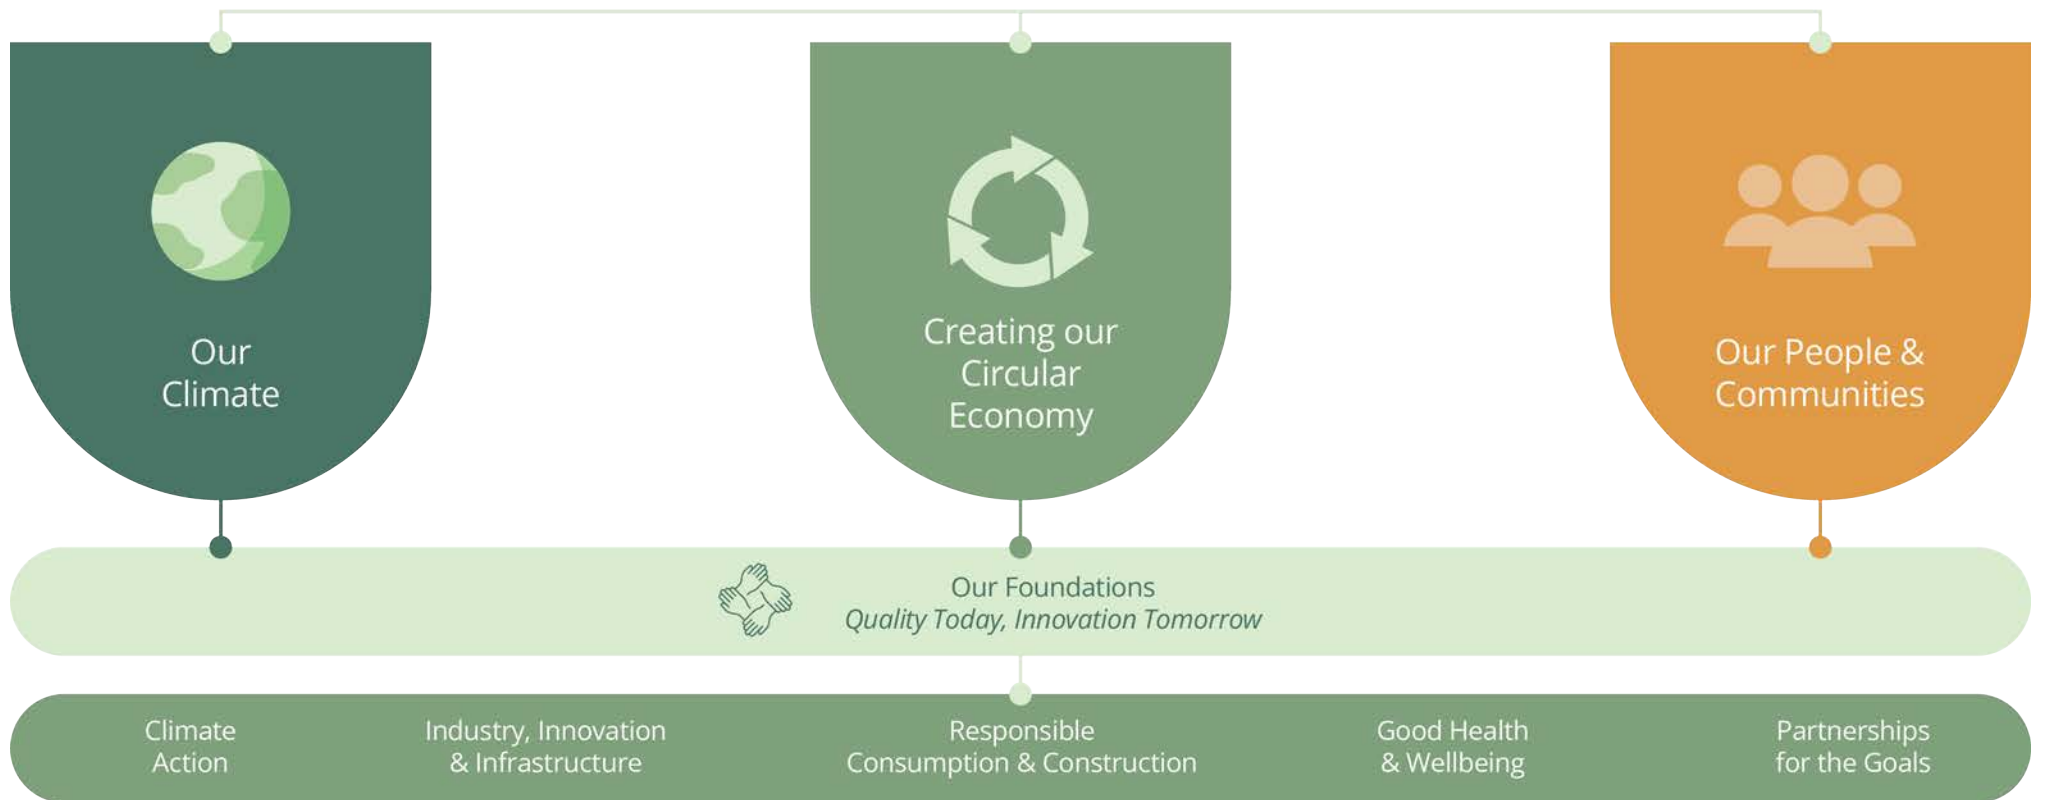 Our
Climate
Creating our
Circular
Economy
Our People &
Communities
Our Foundations
Quality Today, Innovation Tomorrow
Climate
Action
Industry, Innovation
& Infrastructure
Responsible
Consumption & Construction
Good Health
& Wellbeing
Partnerships
for the Goals